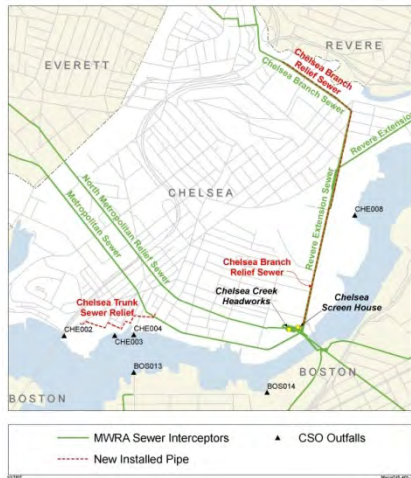 REVERE
EVERETT
Chelsea Branch
Relief Sewer
Chelsea Branch Sewer
Revere Extension
North Metropolitan Relief Sewer
Metropolitan Sewer
CHELSEA
Revere Extension Sewer
CHE008
Chelsea Branch
Relief Sewer
Chelsea Creek
Headworks
Chelsea
Screen House
Chelsea Trunk
Sewer Relief
CHE002
CHE004
CHE003
BOS013
BOSTON
BOS014
BOSTON
MWRA Sewer Interceptors
CSO Outfalls
New Installed Pipe